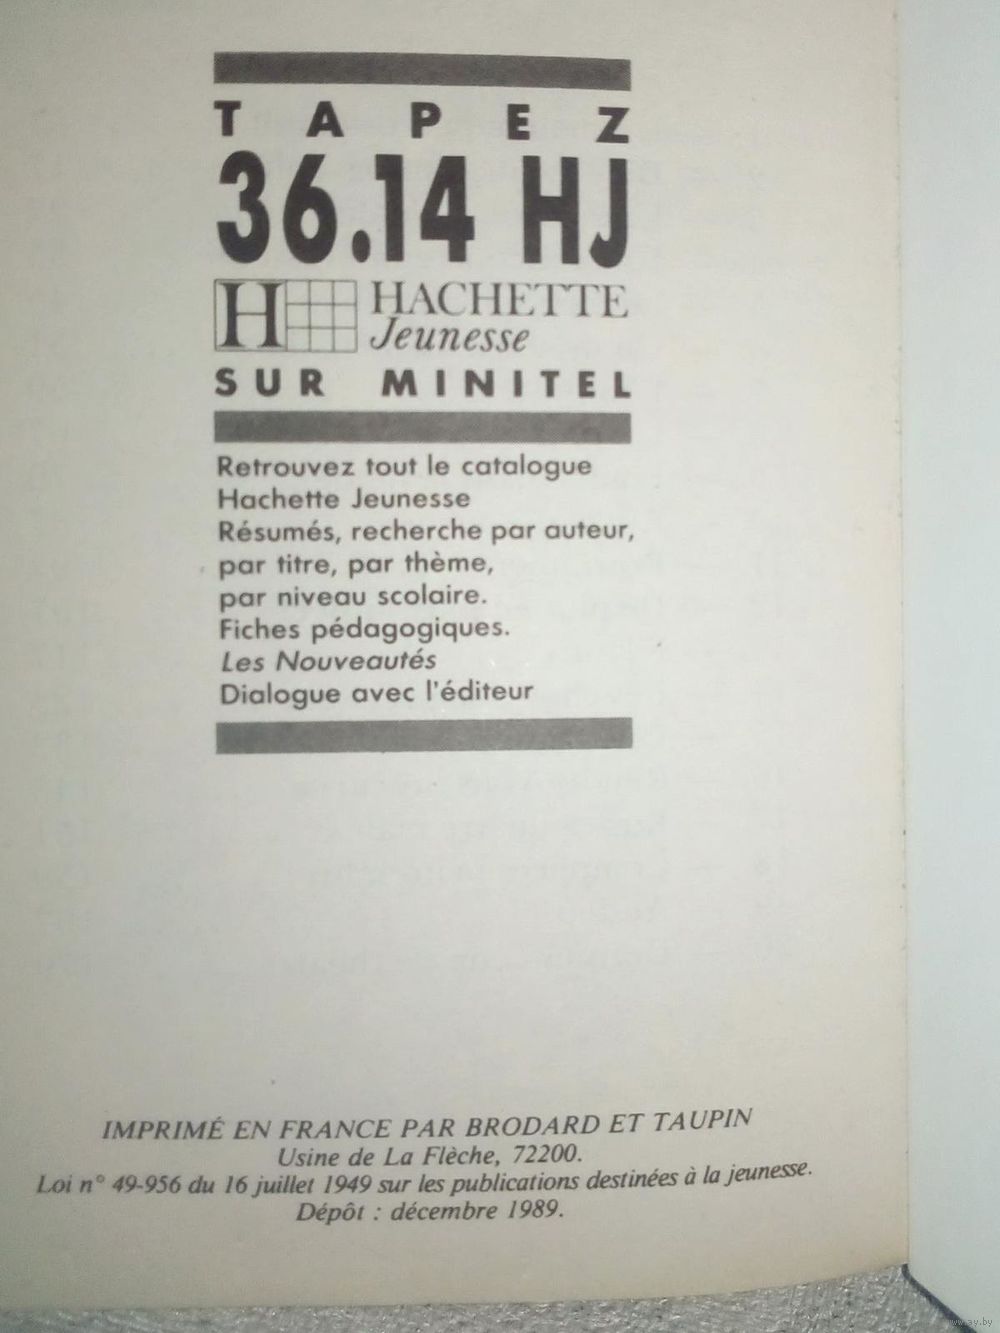 TAPEZ
36.14 HJ
H HACHETTE
Jeunesse
SUR MINITEL
Retrouvez tout le catalogue
Hachette Jeunesse
Résumés, recherche par auteur,
par titre, par thème,
par niveau scolaire.
Fiches pédagogiques.
Les Nouveautés
Dialogue avec l'éditeur
IMPRIMÉ EN FRANCE PAR BRODARD ET TAUPIN
Usine de La Flèche, 72200.
Loi n° 49-956 du 16 juillet 1949 sur les publications destinées à la jeunesse.
Dépôt : décembre 1989.
www.ay.by